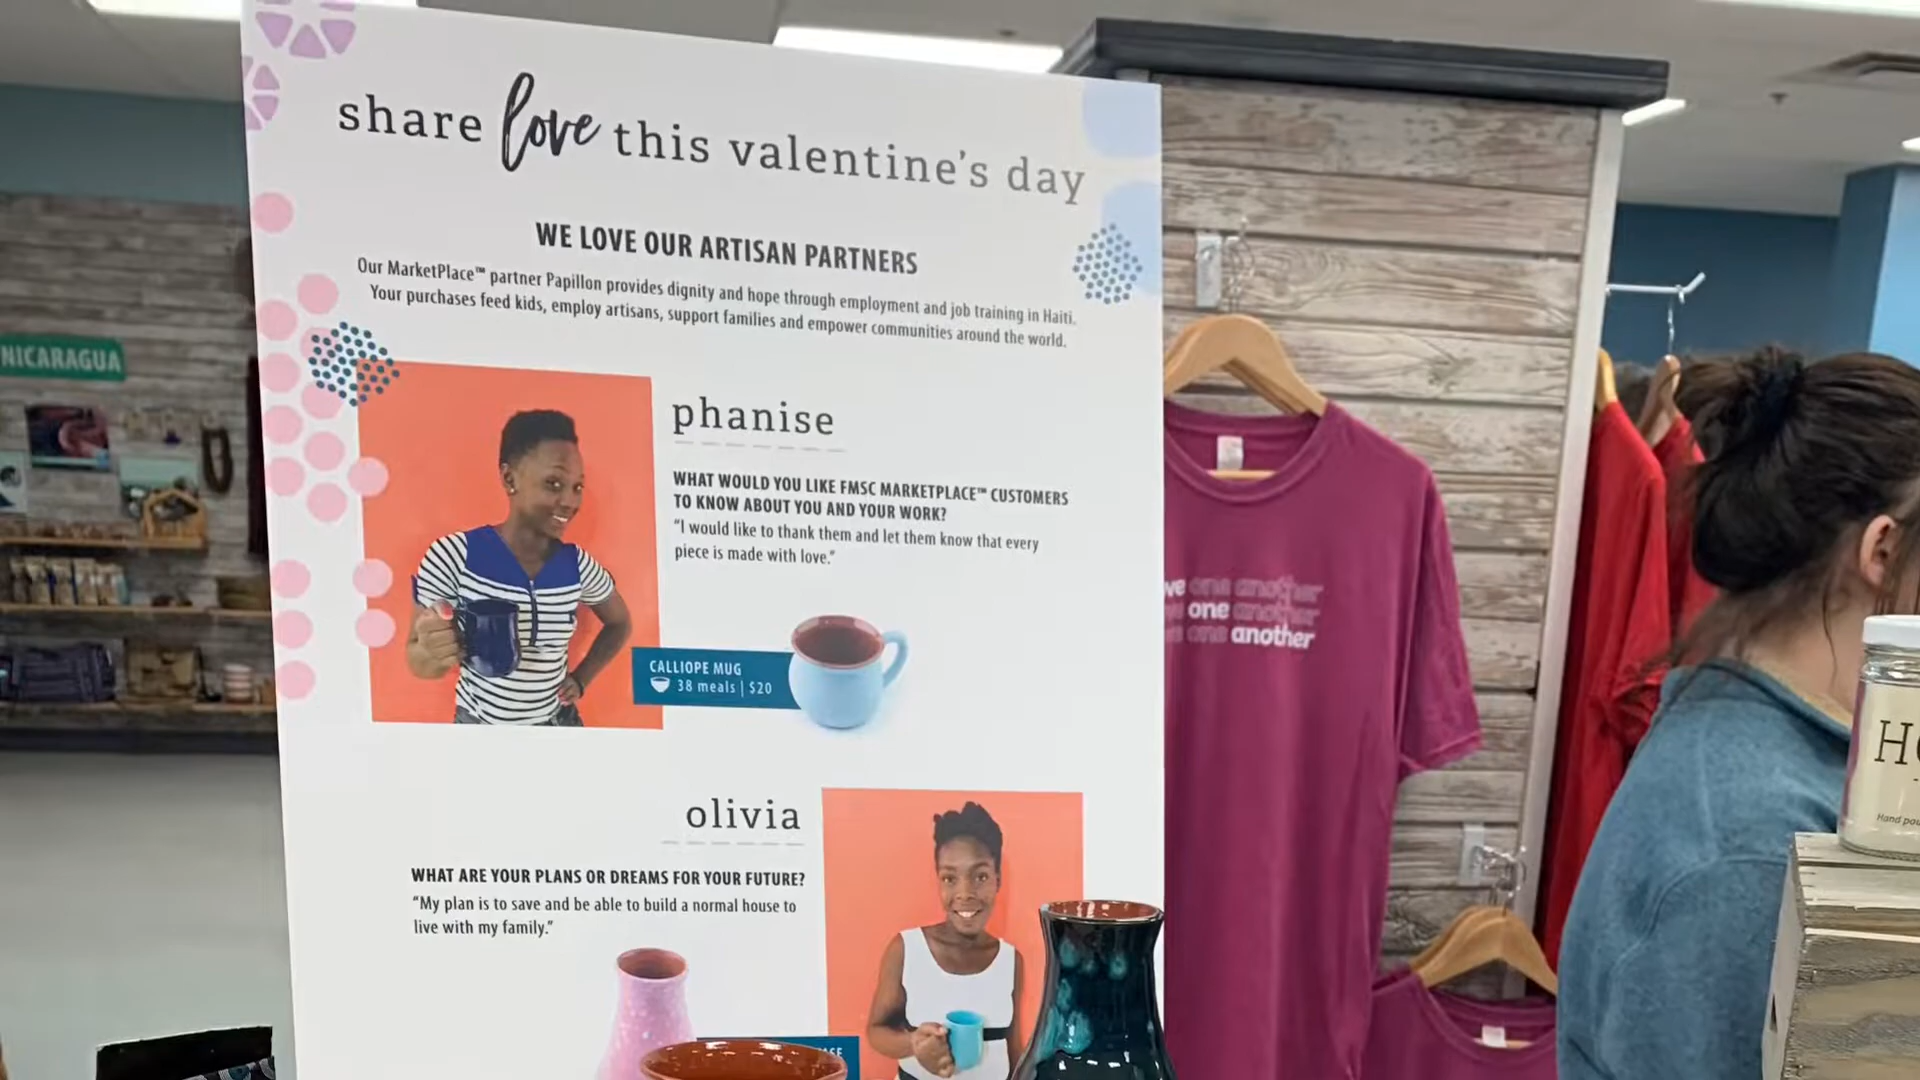 share love this valentine's day
WE LOVE OUR ARTISAN PARTNERS
Our MarketPlace™ partner Papillon provides dignity and hope through employment and job training in Haiti.
Your purchases feed kids, employ artisans, support families and empower communities around the world.
NICARAGUA
phanise
WHAT WOULD YOU LIKE FMSC MARKETPLACE™ CUSTOMERS
TO KNOW ABOUT YOU AND YOUR WORK?
"I would like to thank them and let them know that every
piece is made with love."
CALLIOPE MUG
38 meals | $20
olivia
WHAT ARE YOUR PLANS OR DREAMS FOR YOUR FUTURE?
"My plan is to save and be able to build a normal house to
live with my family."
one another
one another
one another
Hand